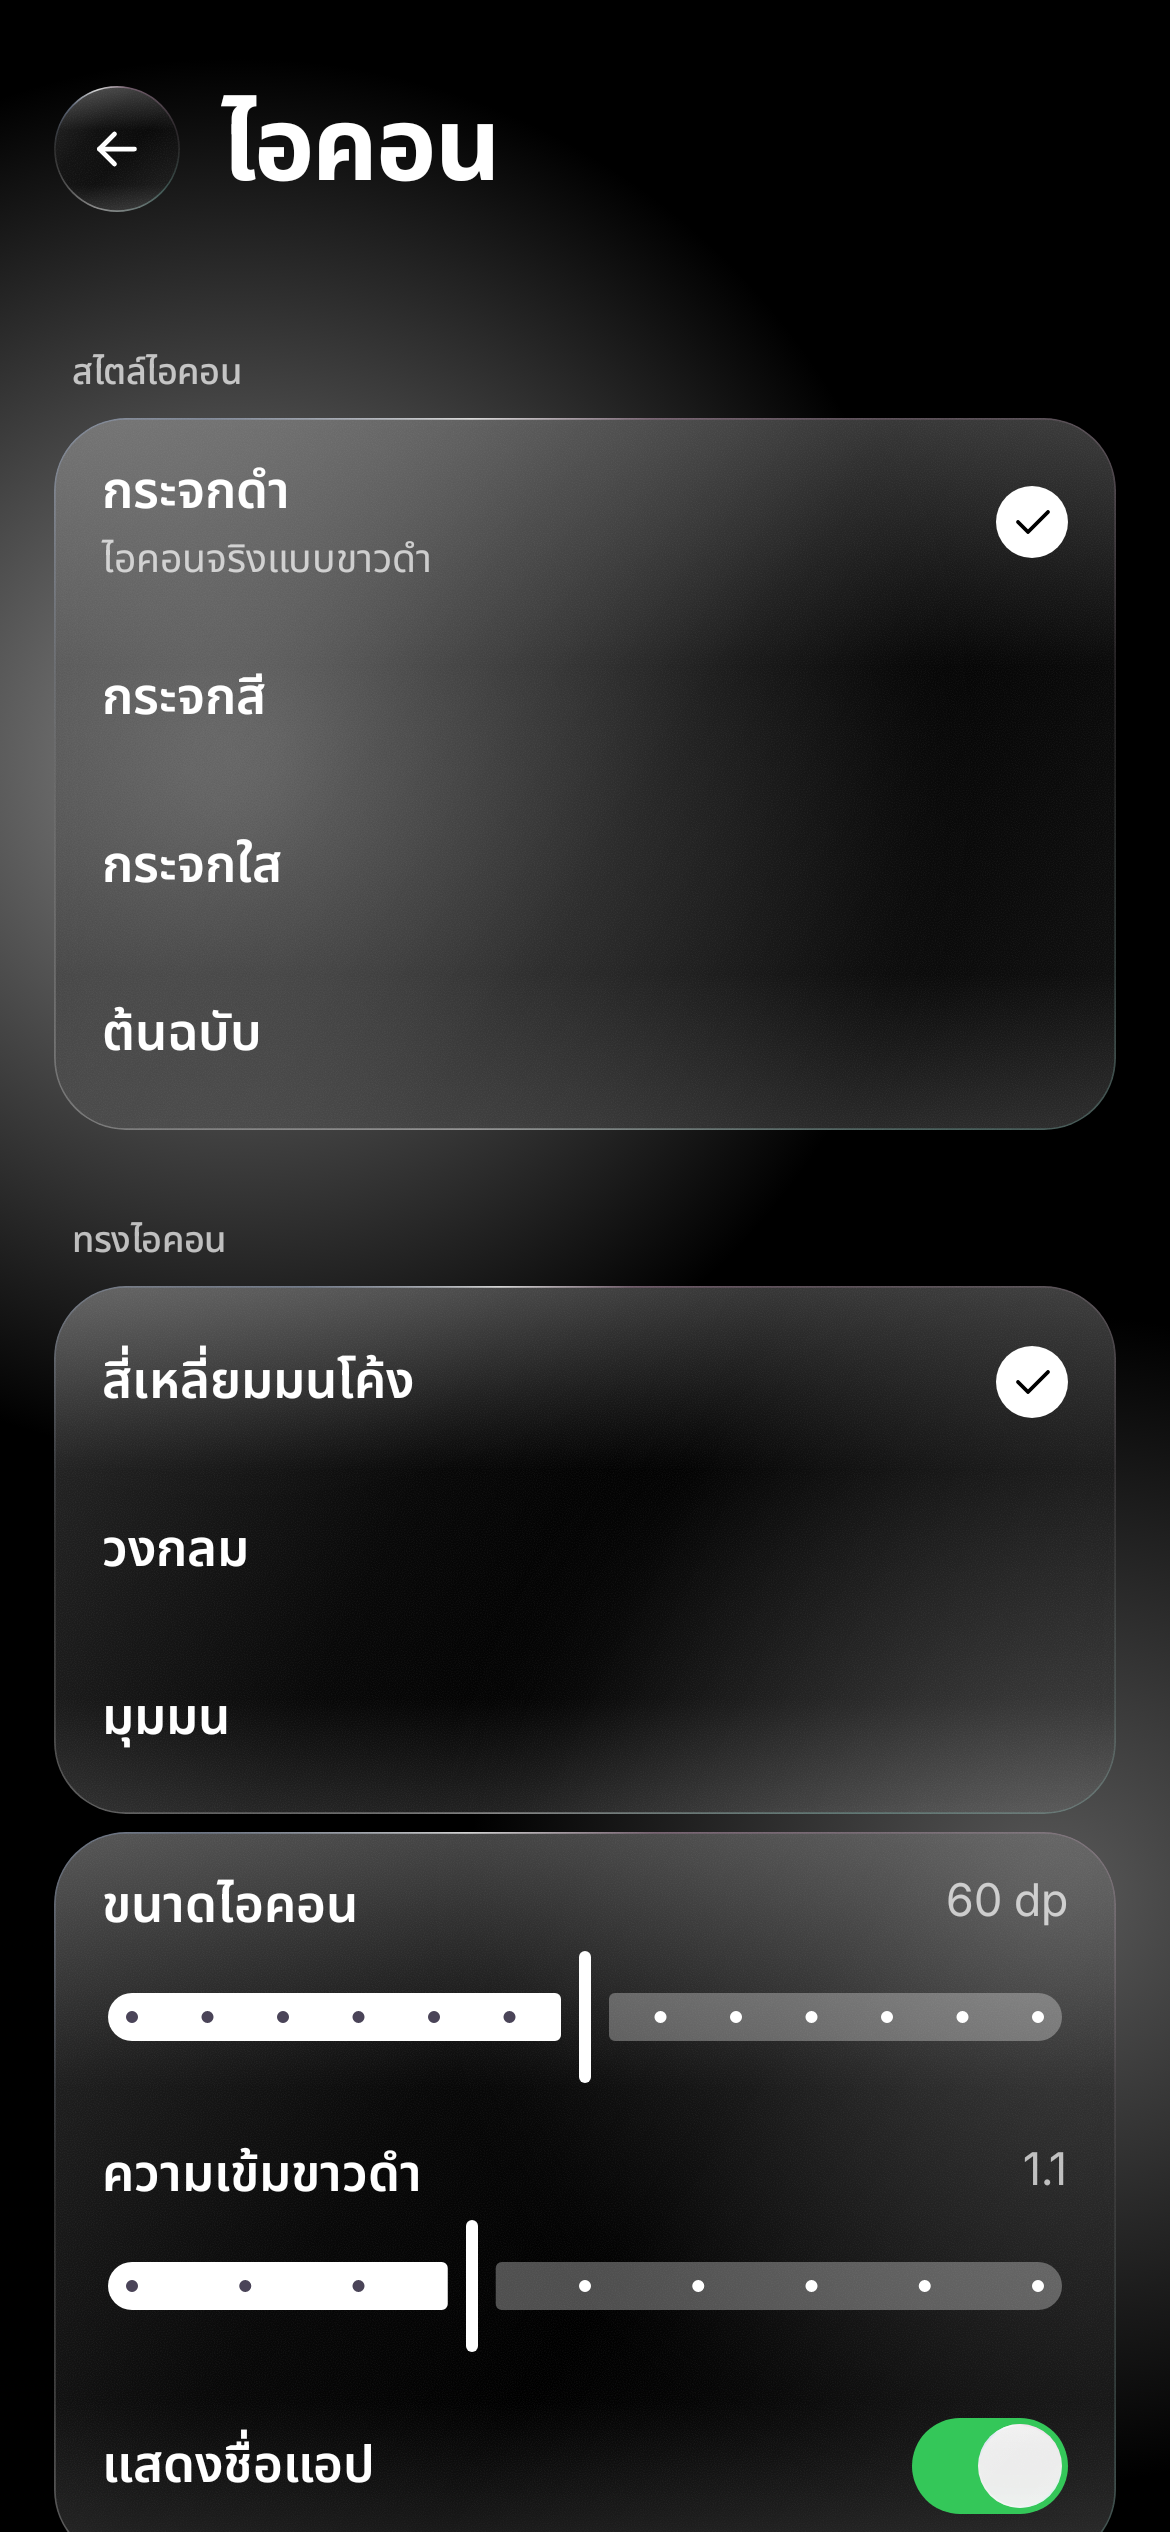 ไอคอน
สไตล์ไอคอน
กระจกดำ
ไอคอนจริงแบบขาวดำ
กระจกสี
กระจกใส
ต้นฉบับ
ทรงไอคอน
สี่เหลี่ยมมนโค้ง
วงกลม
มุมมน
ขนาดไอคอน 60 dp
ความเข้มขาวดำ 1.1
แสดงชื่อแอป